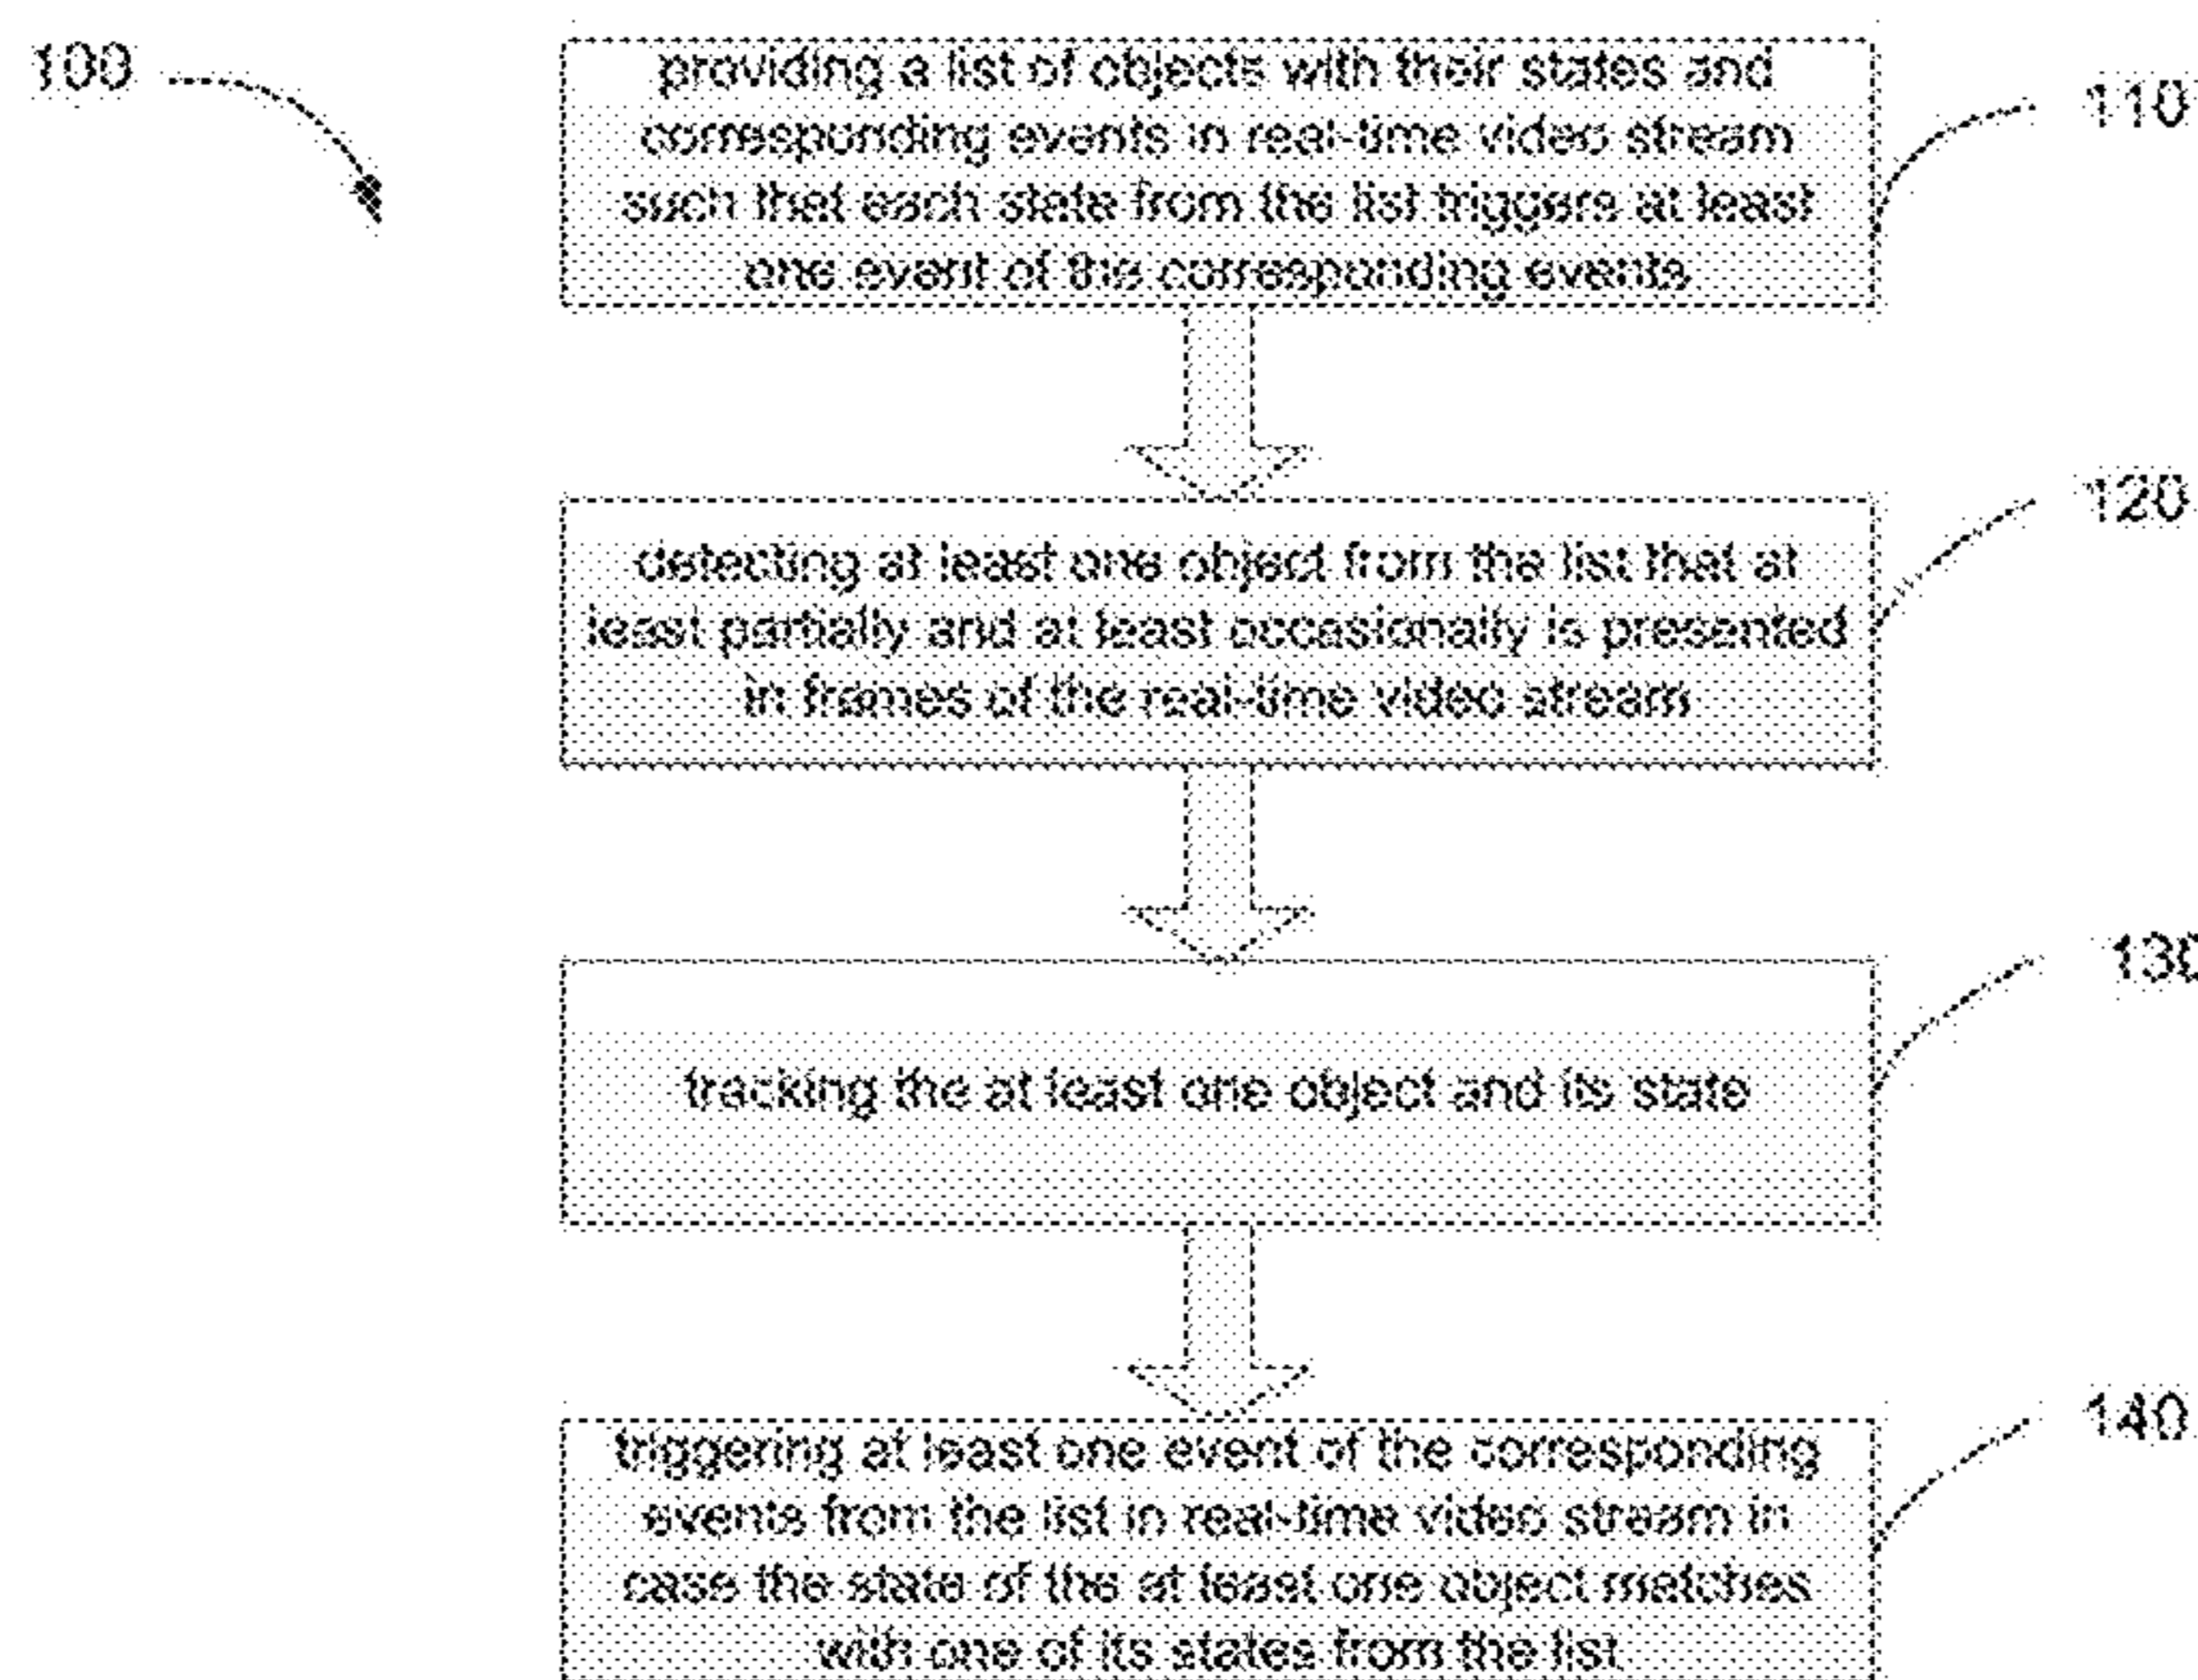 100
providing a list of objects with their states and
corresponding events in real-time video stream
such that each state from the list triggers at least
one event of the corresponding events
110
detecting at least one object from the list that at
least partially and at least occasionally is presented
in frames of the real-time video stream
120
tracking the at least one object and its state
130
triggering at least one event of the corresponding
events from the list in real-time video stream in
case the state of the at least one object matches
with one of its states from the list
140